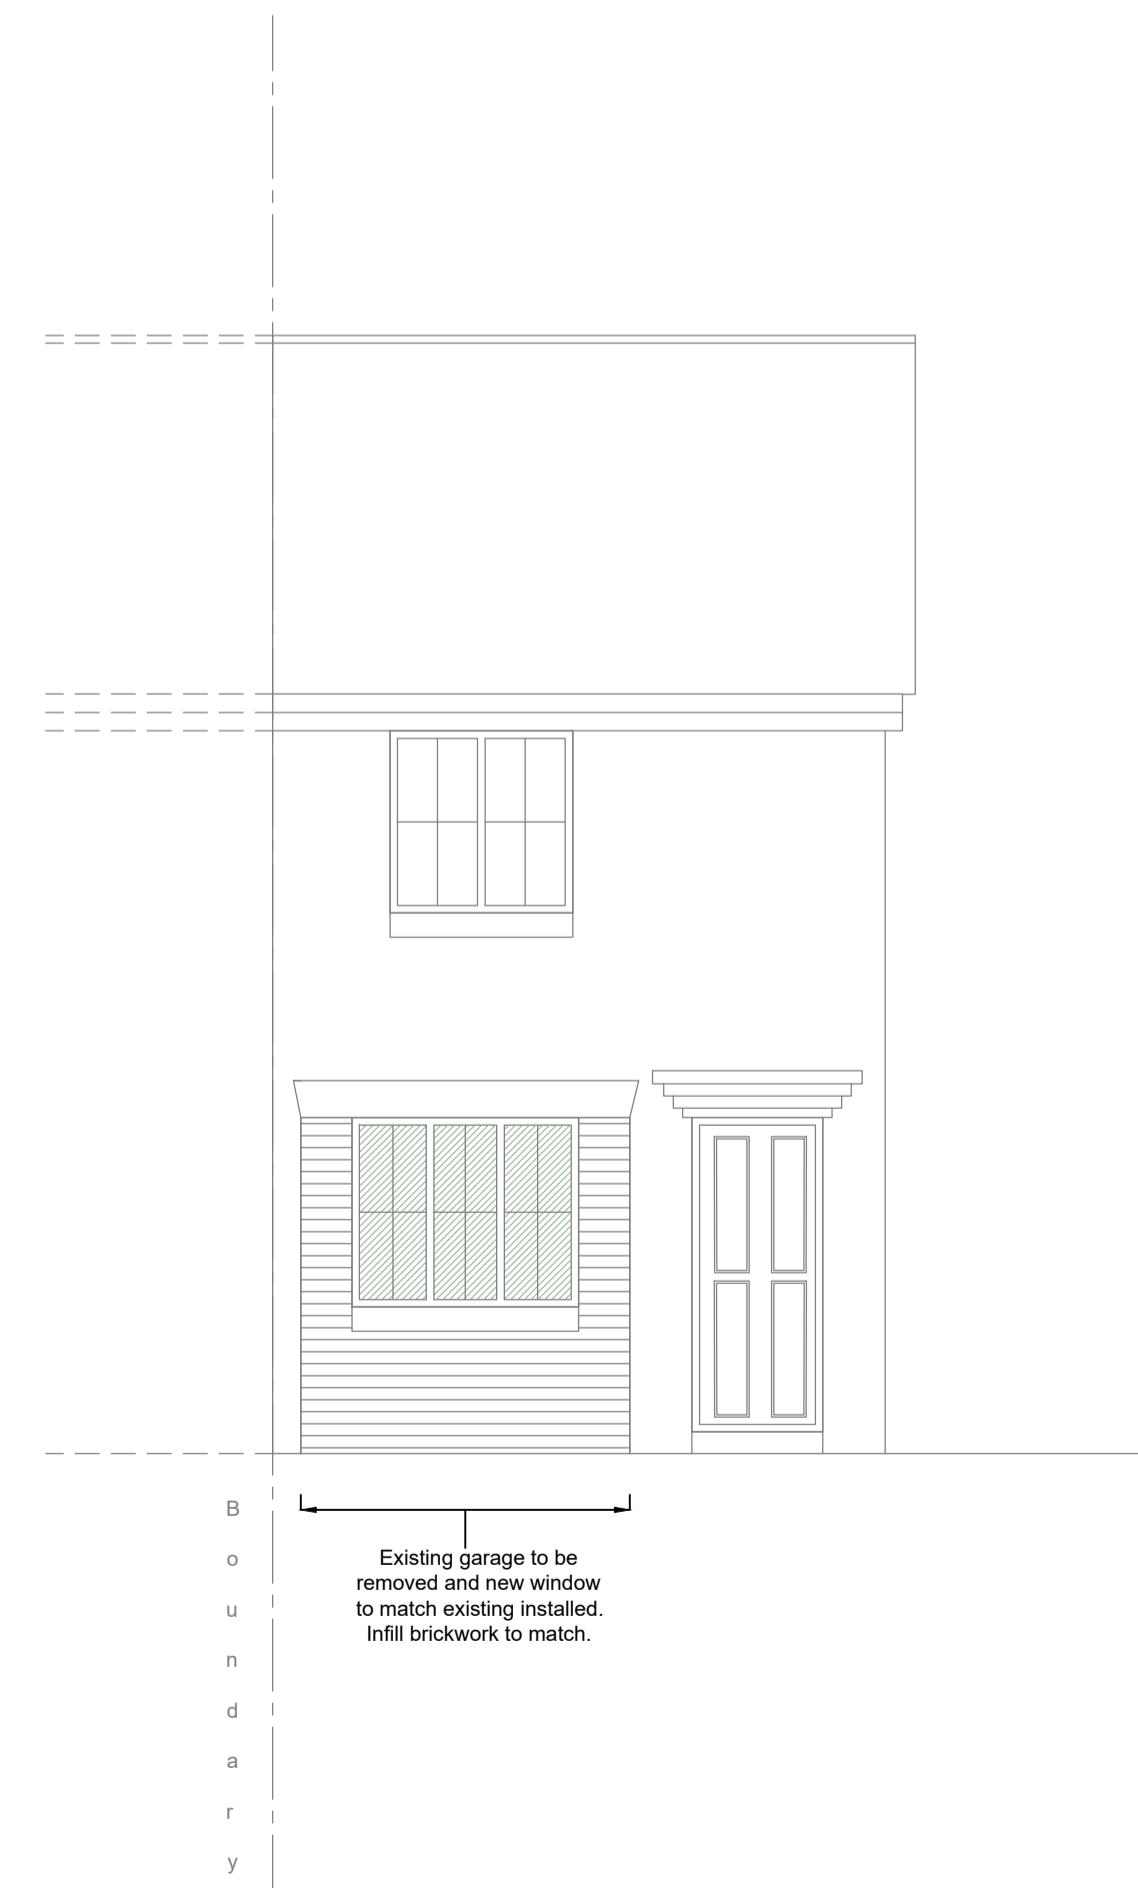 Existing garage to be
removed and new window
to match existing installed.
Infill brickwork to match.
B
o
u
n
d
a
r
y